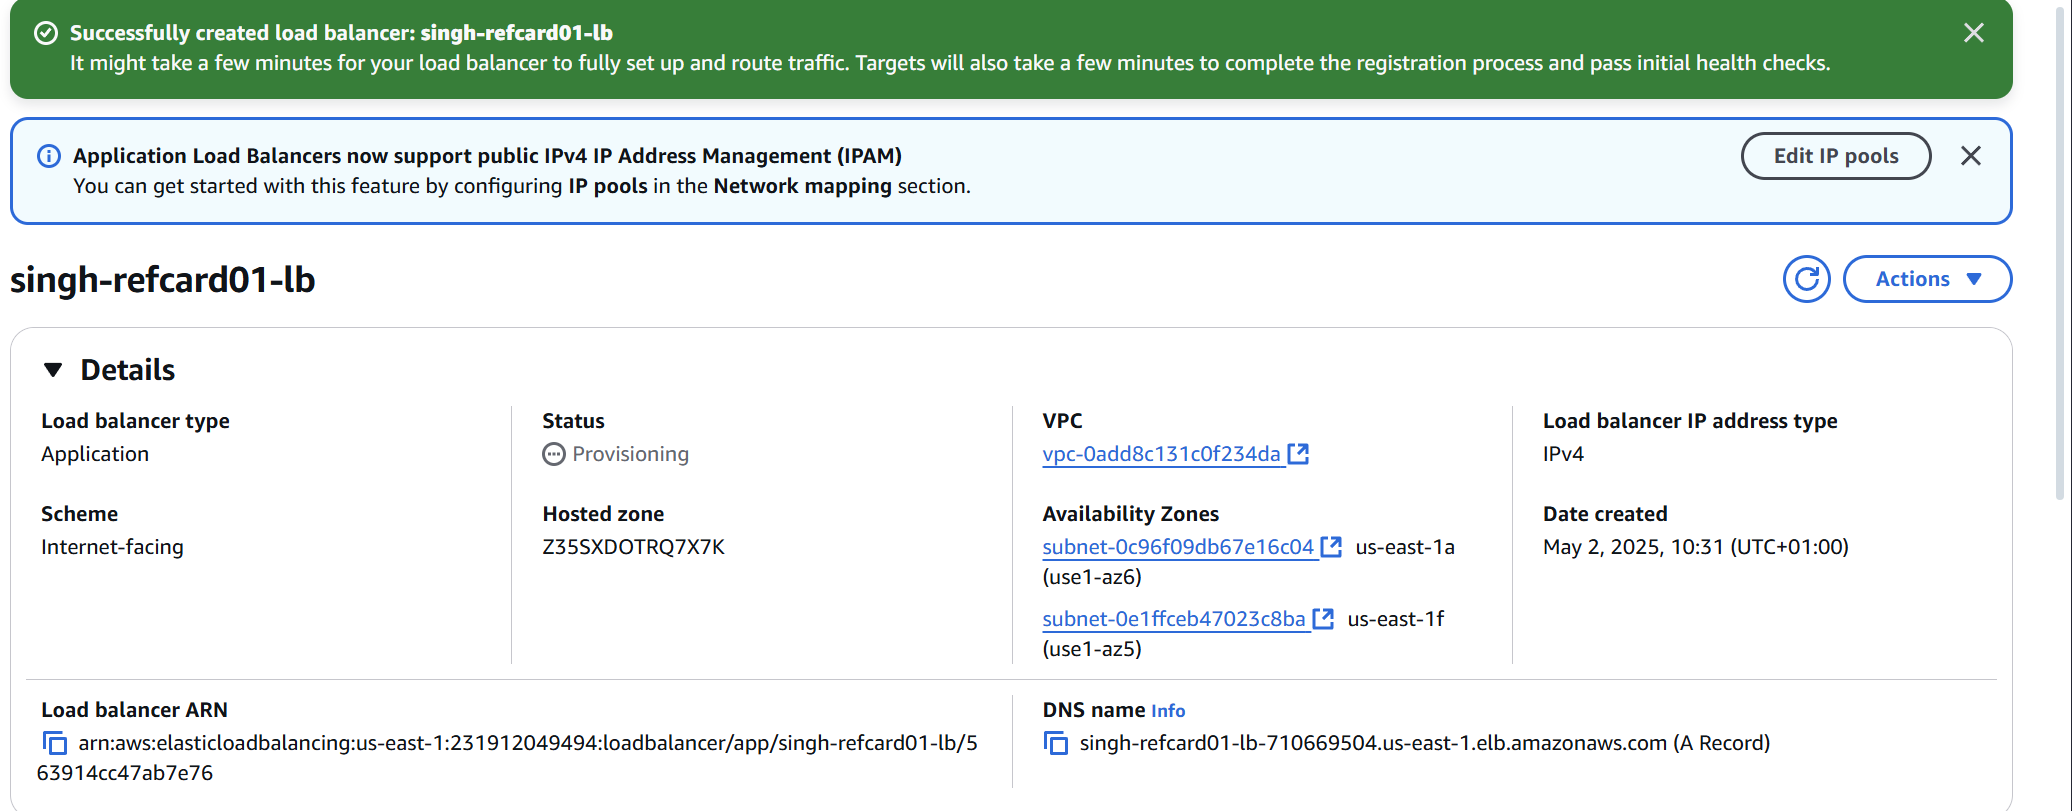 Successfully created load balancer: singh-refcard01-lb
It might take a few minutes for your load balancer to fully set up and route traffic. Targets will also take a few minutes to complete the registration process and pass initial health checks.
Application Load Balancers now support public IPv4 IP Address Management (IPAM)
You can get started with this feature by configuring IP pools in the Network mapping section.
Edit IP pools
singh-refcard01-lb
Actions
Details
Load balancer type
Application
Scheme
Internet-facing
Status
Provisioning
Hosted zone
Z35SXDOTRQ7X7K
VPC
vpc-0add8c131c0f234da
Availability Zones
subnet-0c96f09db67e16c04 us-east-1a
(use1-az6)
subnet-0e1ffceb47023c8ba us-east-1f
(use1-az5)
Load balancer IP address type
IPv4
Date created
May 2, 2025, 10:31 (UTC+01:00)
Load balancer ARN
arn:aws:elasticloadbalancing:us-east-1:231912049494:loadbalancer/app/singh-refcard01-lb/5
63914cc47ab7e76
DNS name Info
singh-refcard01-lb-710669504.us-east-1.elb.amazonaws.com (A Record)